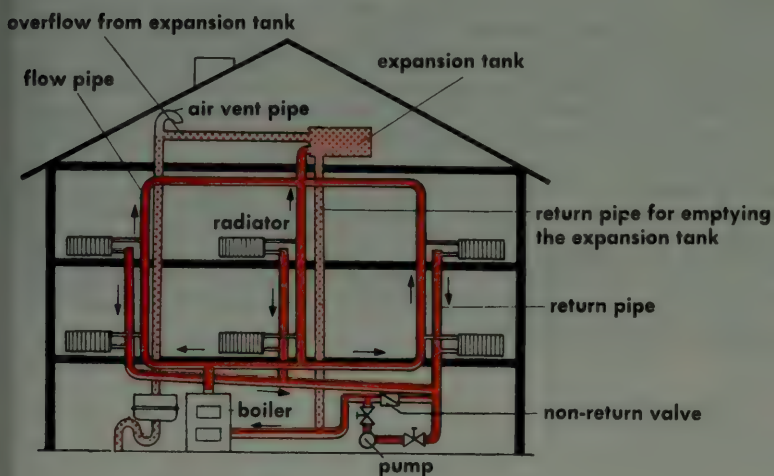 overflow from expansion tank
expansion tank
flow pipe
air vent pipe
radiator
return pipe for emptying
the expansion tank
return pipe
boiler
non-return valve
pump